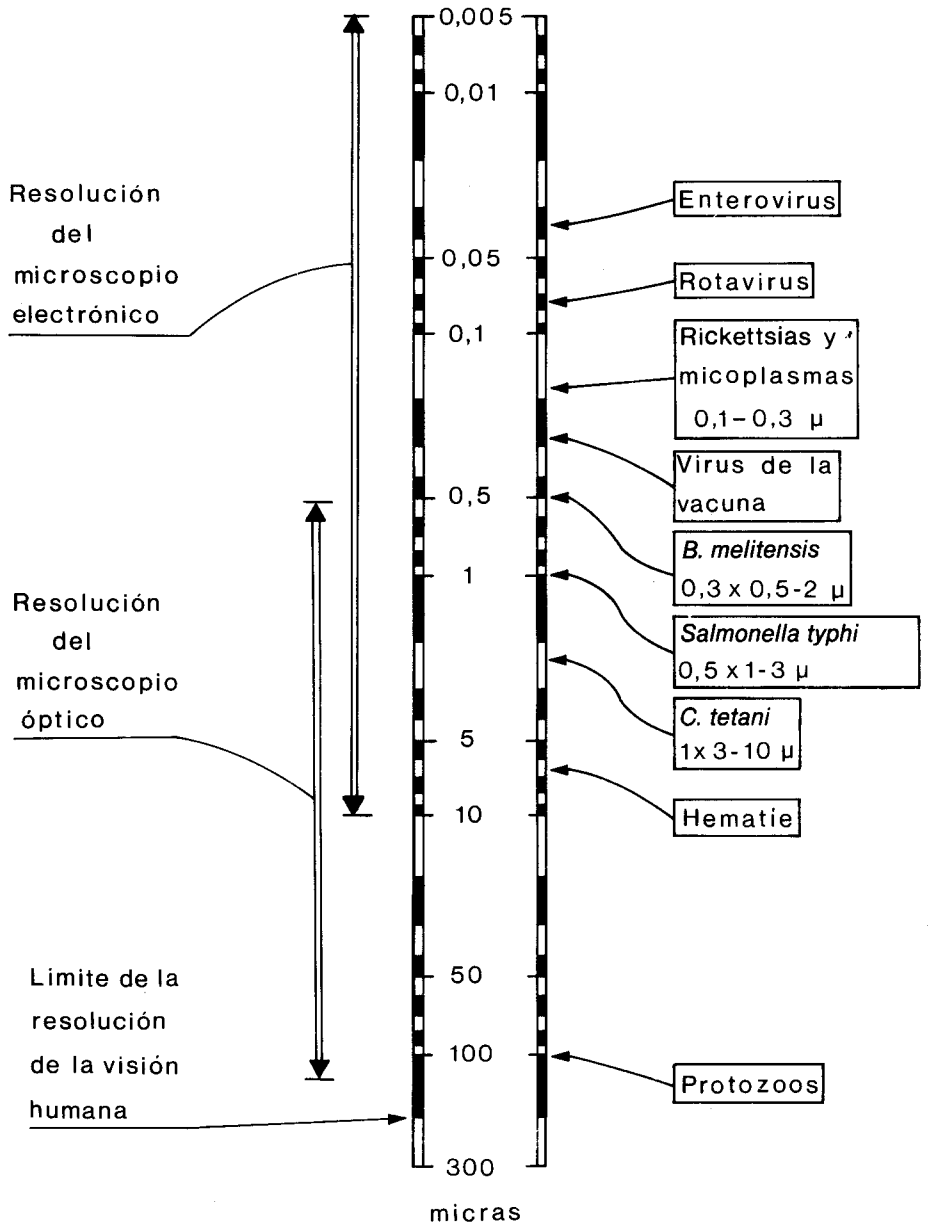 0,005
0,01
0,05
0,1
0,5
1
5
10
50
100
300
micras
Resolución
del
microscopio
electrónico
Resolución
del
microscopio
óptico
Limite de la
resolución
de la visión
humana
Enterovirus
Rotavirus
Rickettsias y
micoplasmas
0,1–0,3 μ
Virus de la
vacuna
B. melitensis
0,3 x 0,5-2 μ
Salmonella typhi
0,5 x 1-3 μ
C. tetani
1x 3-10 μ
Hematíe
Protozoos